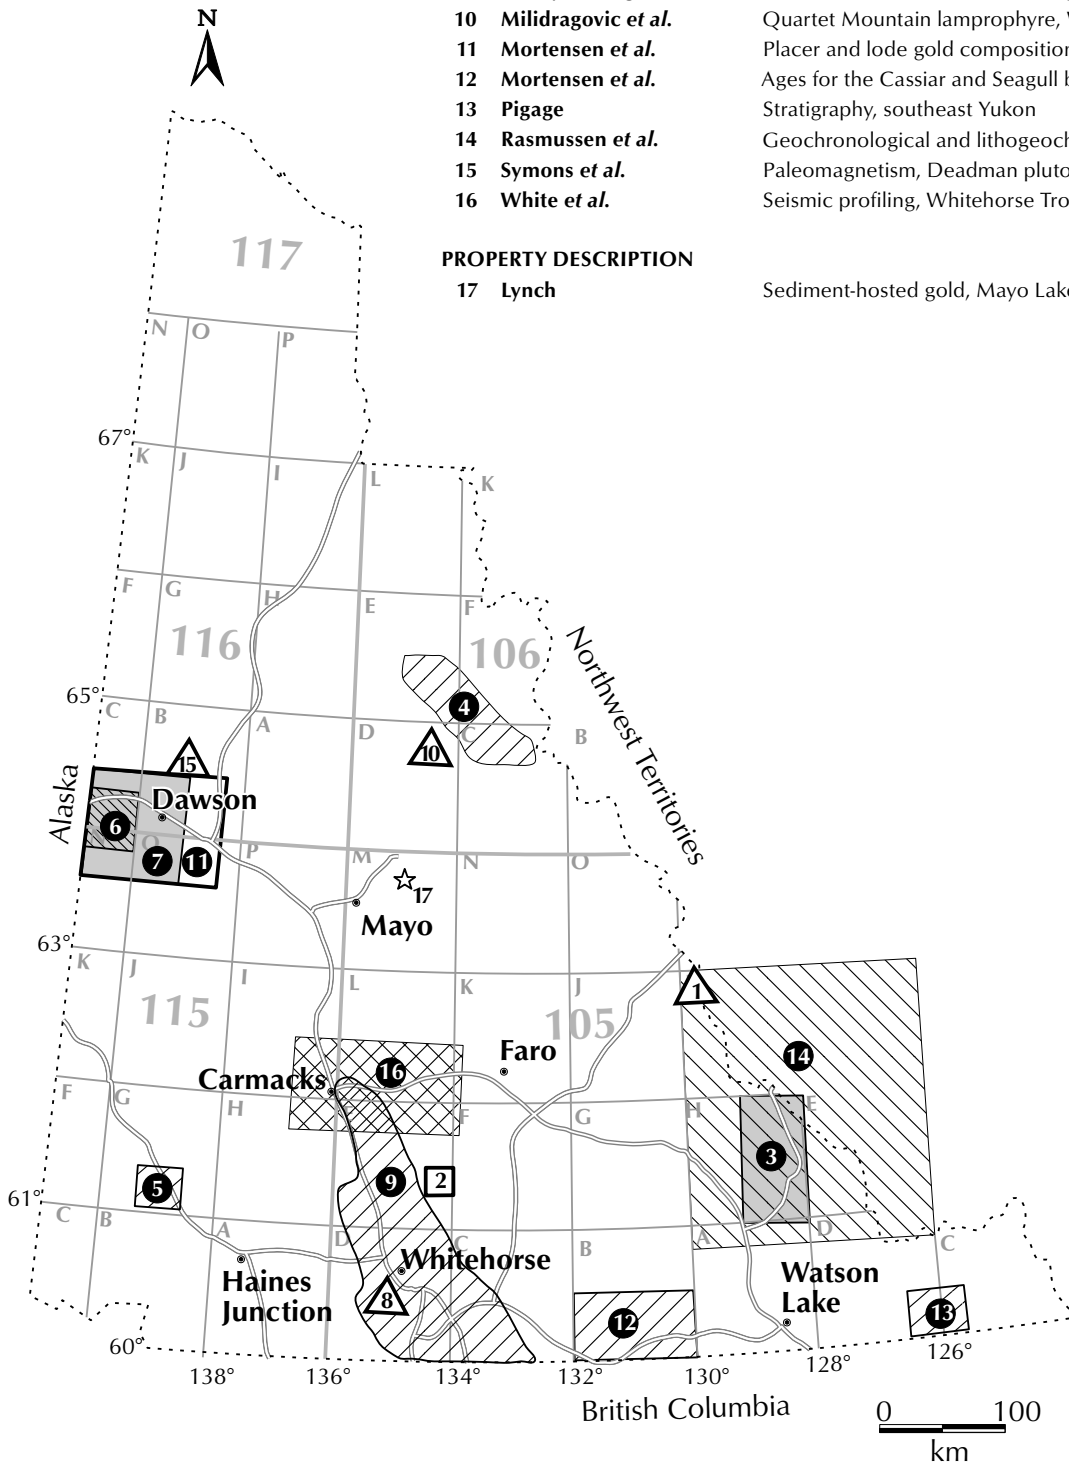 N
10 Milidragovic et al. Quartet Mountain lamprophyre,
11 Mortensen et al. Placer and lode gold composition
12 Mortensen et al. Ages for the Cassiar and Seagull
13 Pigage Stratigraphy, southeast Yukon
14 Rasmussen et al. Geochronological and
15 Symons et al. Paleomagnetism, Deadman
16 White et al. Seismic profiling, Whitehorse
PROPERTY DESCRIPTION
17 Lynch Sediment-hosted gold, Mayo Lake
117
N O P
67°
K J I L K
F G H E F
116 106
Northwest Territories
65°
C B A D C B
4
10
15
Alaska
Dawson
6 7 11
O P M N O
17
Mayo
63°
K J I L K J
1
115 105
14
Faro
16
Carmacks
F G H F G H E
3
5 9 2
61°
C B A D C B A D C
Whitehorse
Haines
Junction
8
Watson
Lake
12
13
60°
138° 136° 134° 132° 130° 128° 126°
British Columbia
0 100
km